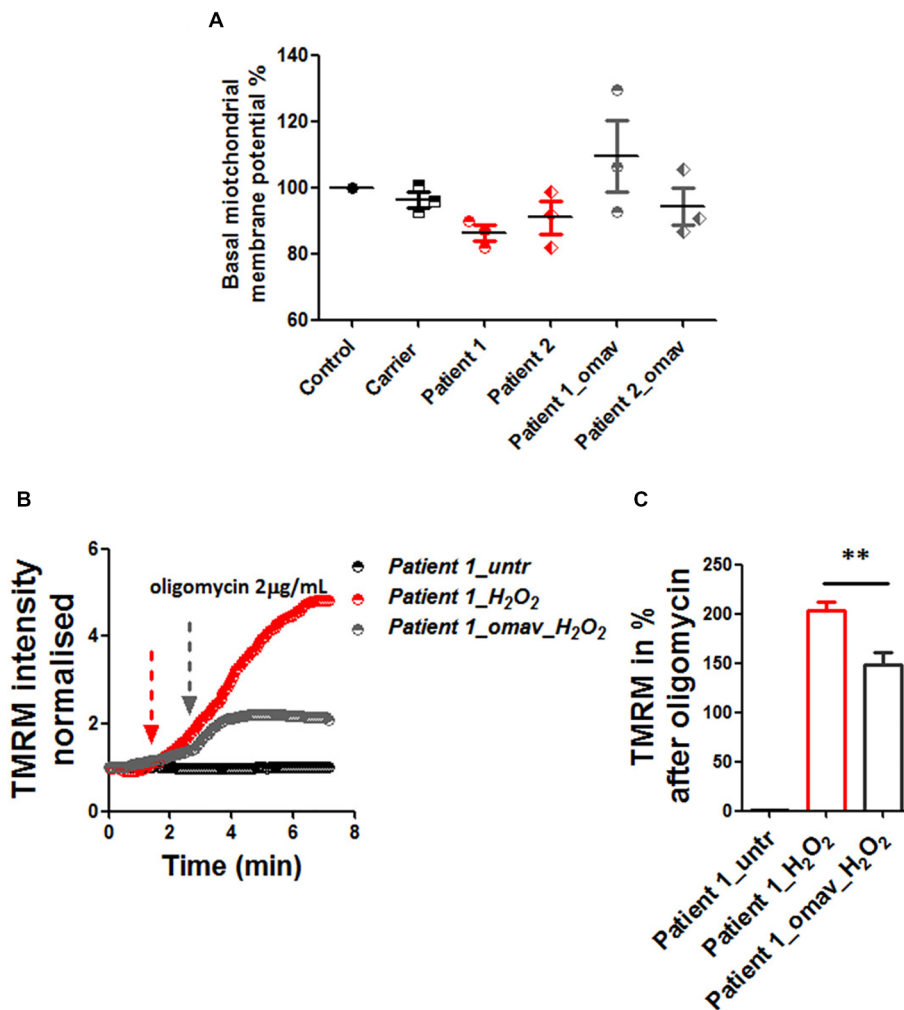 A
Basal miotchondrial
membrane potential %
140
120
100
80
60
Control
Carrier
Patient 1
Patient 2
Patient 1_omav
Patient 2_omav
B
TMRM intensity
normalised
6
4
2
0
oligomycin 2µg/mL
Patient 1_untr
Patient 1_H₂O₂
Patient 1_omav_H₂O₂
0
2
4
6
8
Time (min)
C
TMRM in %
after oligomycin
250
200
150
100
50
0
**
Patient 1_untr
Patient 1_H₂O₂
Patient 1_omav_H₂O₂